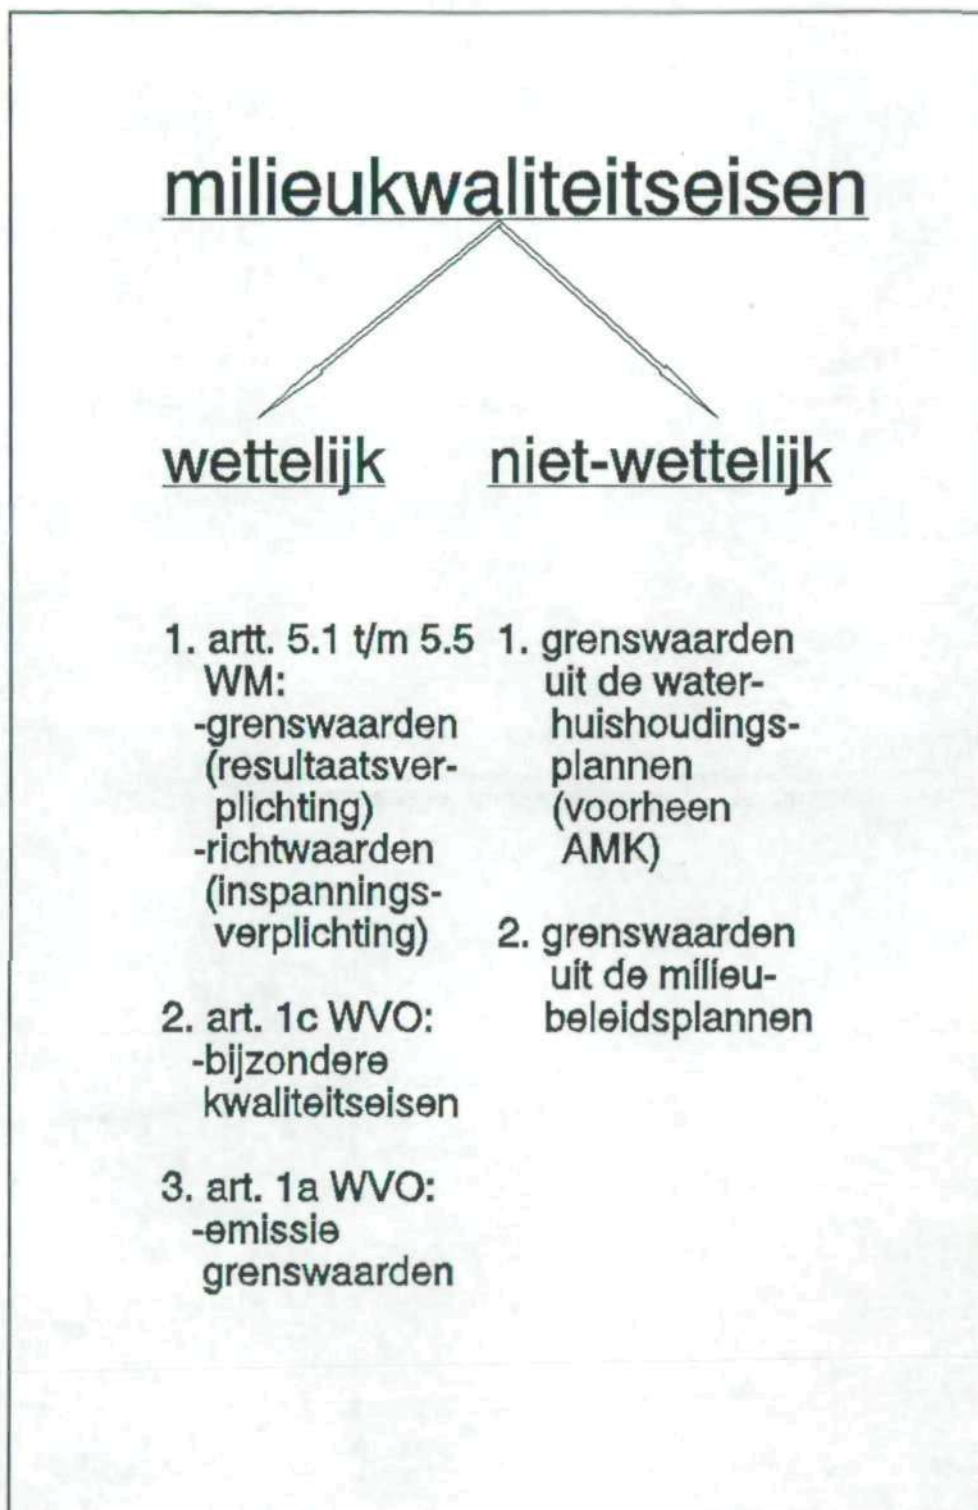 milieukwaliteitseisen
wettelijk
1. artt. 5.1 t/m 5.5
WM:
-grenswaarden
(resultaatsver-
plichting)
-richtwaarden
(inspannings-
verplichting)
2. art. 1c WVO:
-bijzondere
kwaliteitseisen
3. art. 1a WVO:
-emissie
grenswaarden
niet-wettelijk
1. grenswaarden
uit de water-
huishoudings-
plannen
(voorheen
AMK)
2. grenswaarden
uit de milieu-
beleidsplannen